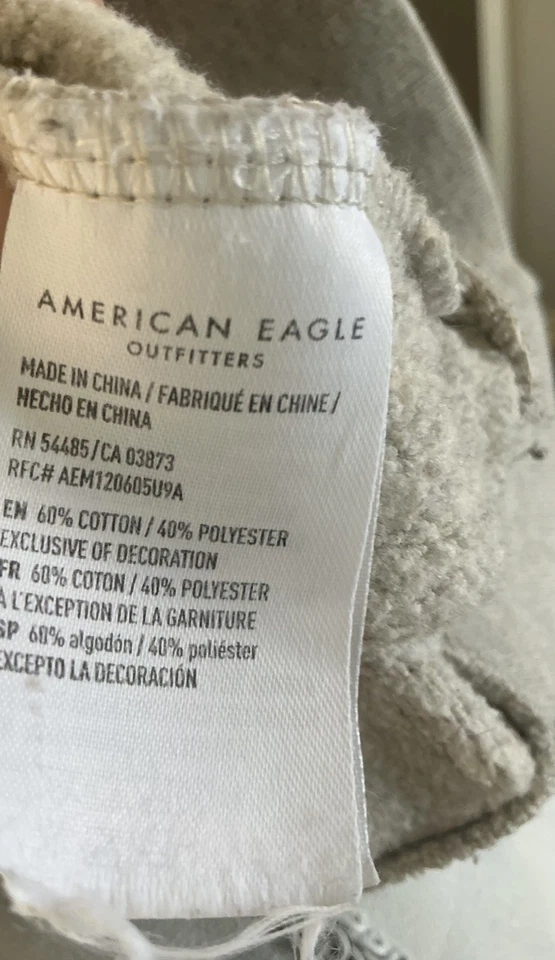 AMERICAN EAGLE
OUTFITTERS
MADE IN CHINA / FABRIQUÉ EN CHINE /
HECHO EN CHINA
RN 54485/CA 03873
RFC# AEM120605U9A
EN 60% COTTON / 40% POLYESTER
EXCLUSIVE OF DECORATION
FR 60% COTON / 40% POLYESTER
À L'EXCEPTION DE LA GARNITURE
SP 60% algodón / 40% poliéster
EXCEPTO LA DECORACIÓN